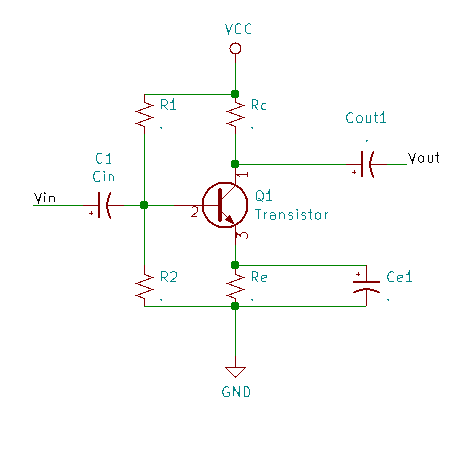 VCC
R1
Rc
Cout1
C1
Cin
Vout
1
Vin
Q1
2
Transistor
3
R2
Re
Ce1
GND